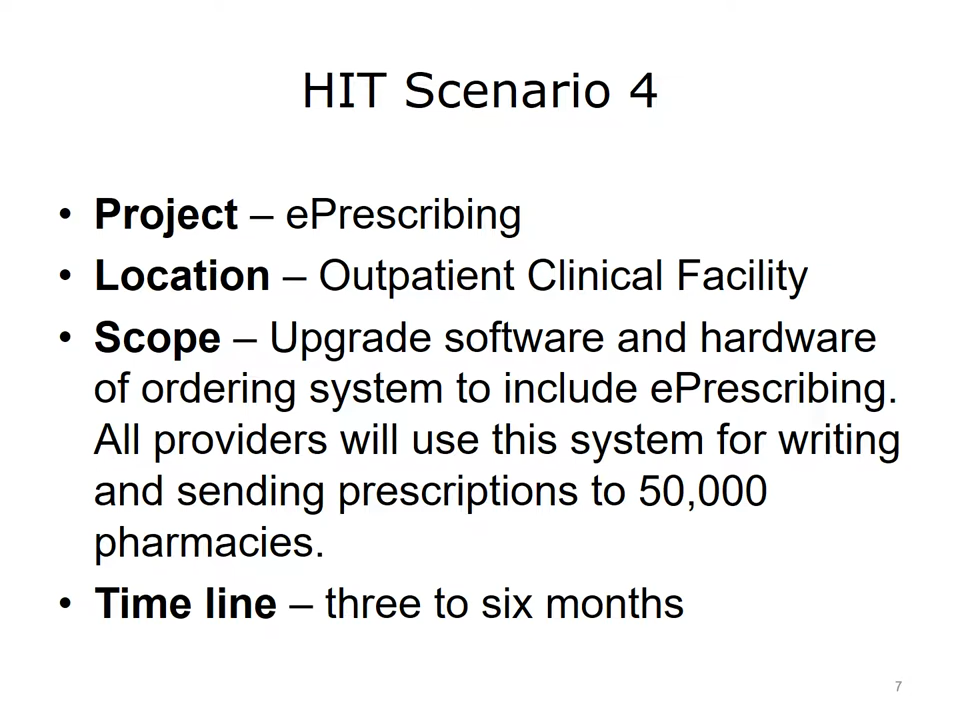 HIT Scenario 4
• Project – ePrescribing
• Location – Outpatient Clinical Facility
• Scope – Upgrade software and hardware
of ordering system to include ePrescribing.
All providers will use this system for writing
and sending prescriptions to 50,000
pharmacies.
• Time line – three to six months
7